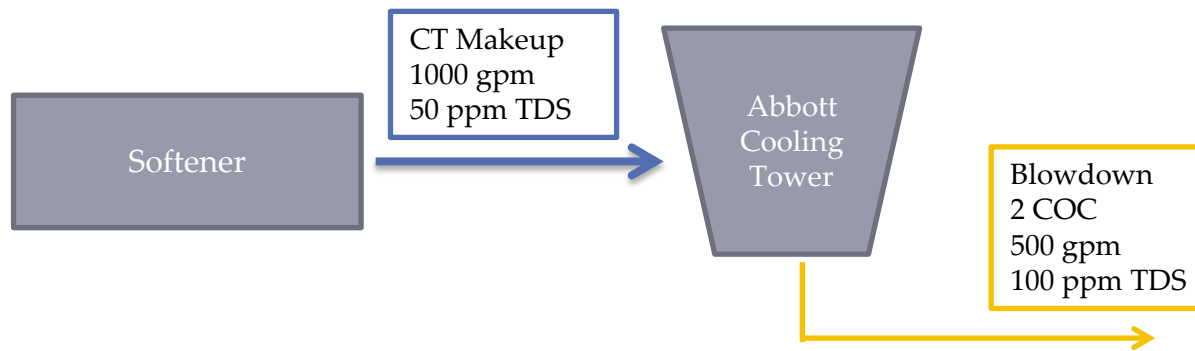 Softener
CT Makeup
1000 gpm
50 ppm TDS
Abbott
Cooling
Tower
Blowdown
2 COC
500 gpm
100 ppm TDS